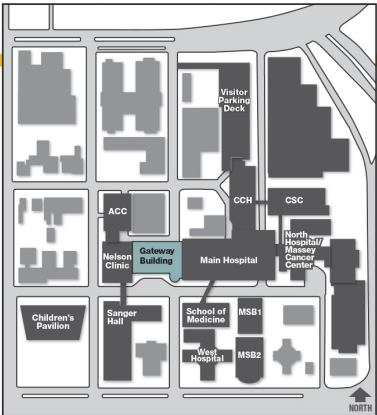 Visitor
Parking
Deck
ACC
CCH
CSC
Nelson
Clinic
Gateway
Building
Main Hospital
North
Hospital/
Massey
Cancer
Center
Children's
Pavilion
Sanger
Hall
School of
Medicine
MSB1
West
Hospital
MSB2
NORTH